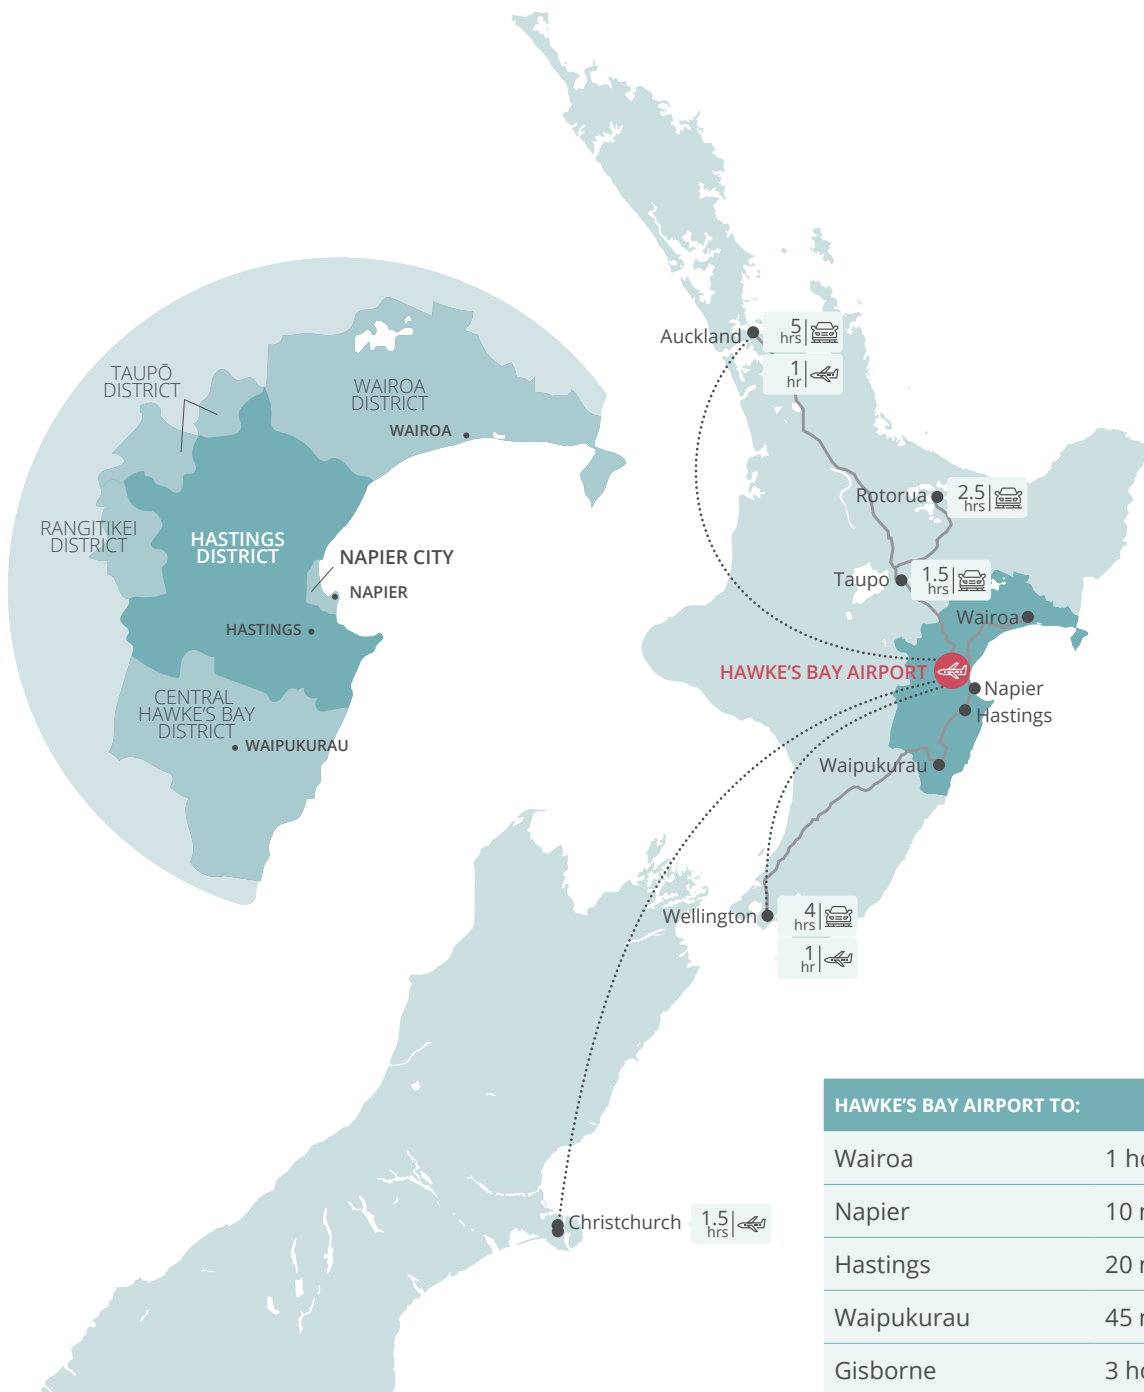 TAUPŌ
DISTRICT
WAIROA
DISTRICT
WAIROA
RANGITIKEI
DISTRICT
HASTINGS
DISTRICT
NAPIER CITY
NAPIER
HASTINGS
CENTRAL
HAWKE'S BAY
DISTRICT
WAIPUKURAU
Auckland
5
hrs
1
hr
Rotorua
2.5
hrs
Taupo
1.5
hrs
Wairoa
HAWKE'S BAY AIRPORT
Napier
Hastings
Waipukurau
Wellington
4
hrs
1
hr
Christchurch
1.5
hrs
HAWKE'S BAY AIRPORT TO:
Wairoa 1
Napier 10
Hastings 20
Waipukurau 45
Gisborne 3